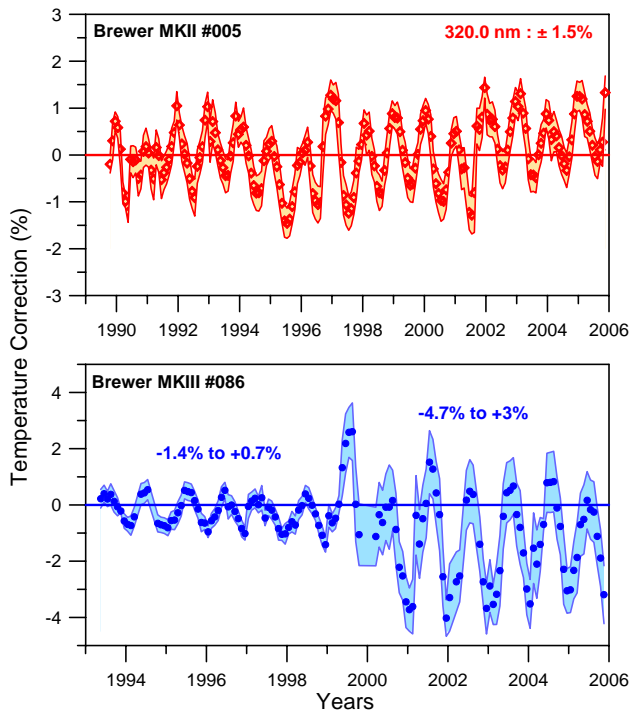 Brewer MKII #005
320.0 nm : ± 1.5%
3
2
1
0
-1
-2
-3
1990 1992 1994 1996 1998 2000 2002 2004 2006
Temperature Correction (%)
Brewer MKIII #086
-1.4% to +0.7%
-4.7% to +3%
4
2
0
-2
-4
1994 1996 1998 2000 2002 2004 2006
Years